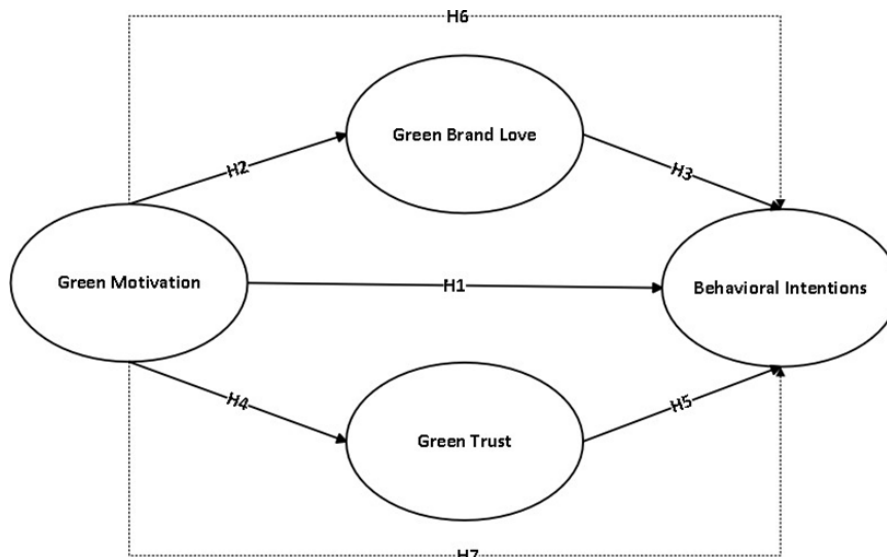 H6
Green Brand Love
H2
H3
Green Motivation
H1
Behavioral Intentions
H4
Green Trust
H5
H7